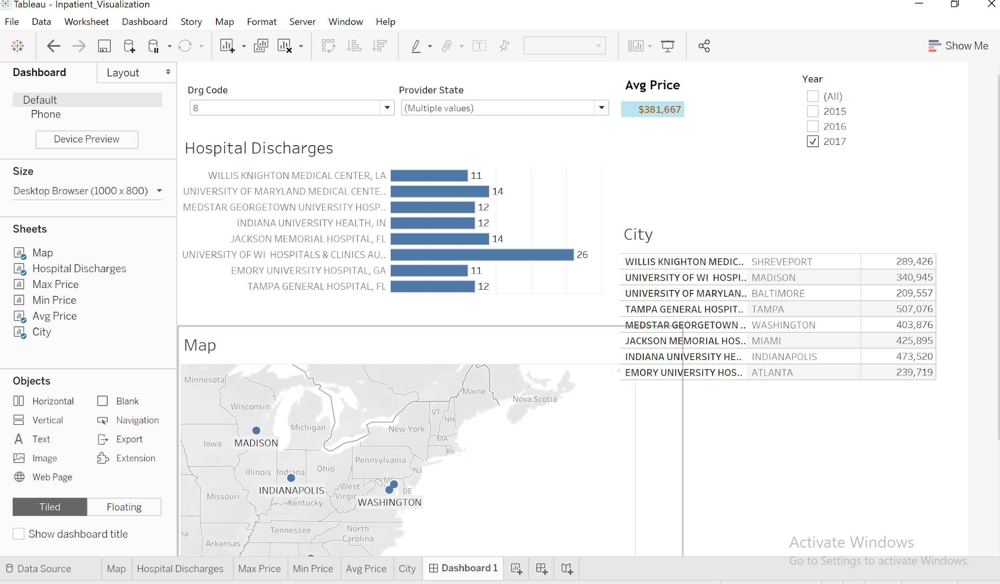 Tableau - Inpatient_Visualization
File Data Worksheet Dashboard Story Map Format Server Window Help
Show Me
Dashboard Layout
Default
Phone
Device Preview
Size
Desktop Browser (1000 x 800)
Sheets
Map
Hospital Discharges
Max Price
Min Price
Avg Price
City
Objects
Horizontal Blank
Vertical Navigation
Text Export
Image Extension
Web Page
Tiled Floating
Show dashboard title
Drg Code
8
Provider State
(Multiple values)
Avg Price
$381,667
Year
(All)
2015
2016
2017
Hospital Discharges
WILLIS KNIGHTON MEDICAL CENTER, LA 11
UNIVERSITY OF MARYLAND MEDICAL CENTE.. 14
MEDSTAR GEORGETOWN UNIVERSITY HOSP.. 12
INDIANA UNIVERSITY HEALTH, IN 12
JACKSON MEMORIAL HOSPITAL, FL 14
UNIVERSITY OF WI HOSPITALS & CLINICS AU.. 26
EMORY UNIVERSITY HOSPITAL, GA 11
TAMPA GENERAL HOSPITAL, FL 12
City
WILLIS KNIGHTON MEDIC.. SHREVEPORT 289,426
UNIVERSITY OF WI HOSPI.. MADISON 340,945
UNIVERSITY OF MARYLAN.. BALTIMORE 209,557
TAMPA GENERAL HOSPIT.. TAMPA 507,076
MEDSTAR GEORGETOWN .. WASHINGTON 403,876
JACKSON MEMORIAL HOS.. MIAMI 425,895
INDIANA UNIVERSITY HE.. INDIANAPOLIS 473,520
EMORY UNIVERSITY HOS.. ATLANTA 239,719
Map
Minnesota
Maine
Nova Scotia
Wisconsin
VT
NH
Michigan
New York
MA
Iowa
MADISON
RI
Pennsylvania
Illinois Indiana Ohio
NJ
MD
West
Virginia
DE
INDIANAPOLIS
Missouri
Kentucky
WASHINGTON
Tennessee
North
Carolina
na
Arkansas
Activate Windows
Go to Settings to activate Windows.
Data Source Map Hospital Discharges Max Price Min Price Avg Price City Dashboard 1